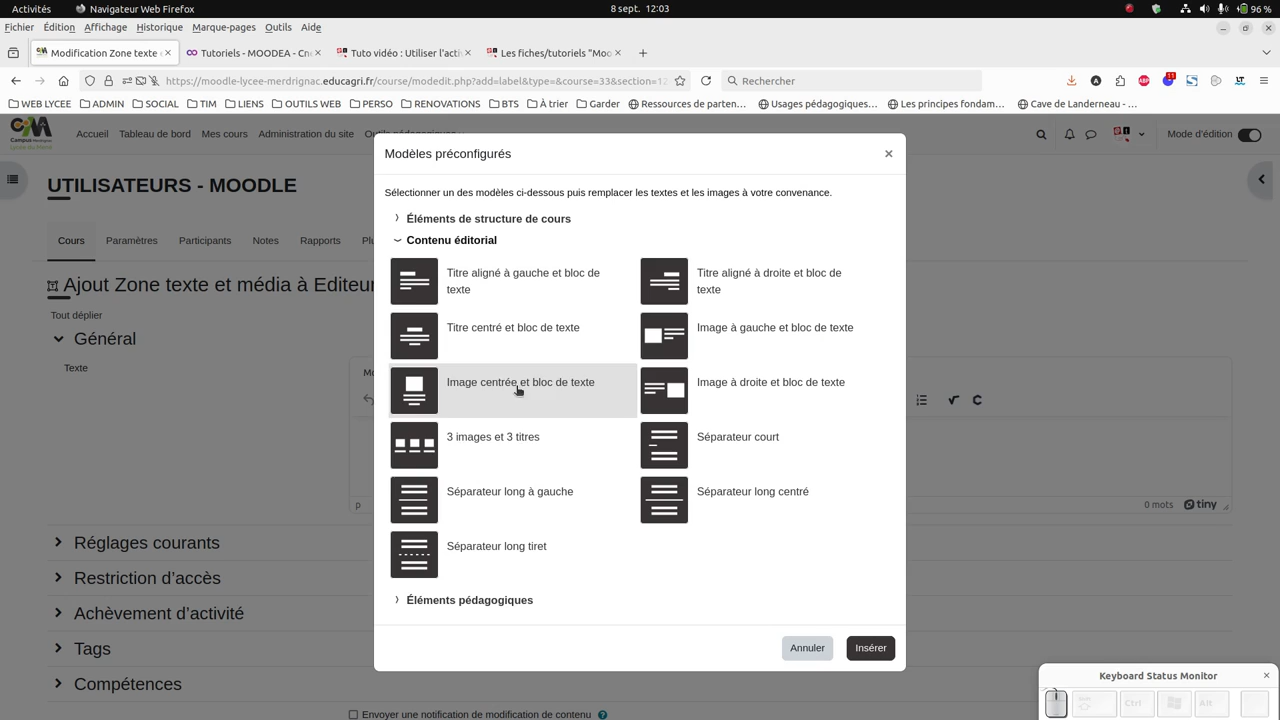 Activités
Navigateur Web Firefox
8 sept. 12:03
96 %
Fichier Édition Affichage Historique Marque-pages Outils Aide
Modification Zone texte
Tutoriels - MOODEA - Cne
Tuto vidéo : Utiliser l'acti
Les fiches/tutoriels "Moo
https://moodle-lycee-merdrignac.educagri.fr/course/modedit.php?add=label&type=&course=33&section=12
Rechercher
11
WEB LYCEE ADMIN SOCIAL TIM LIENS OUTILS WEB PERSO RENOVATIONS BTS À trier Garder Ressources de parten… Usages pédagogiques… Les principes fondam… Cave de Landerneau - …
Accueil Tableau de bord Mes cours Administration du site Outils pédagogiques
Mode d'édition
Modèles préconfigurés
×
UTILISATEURS - MOODLE
Sélectionner un des modèles ci-dessous puis remplacer les textes et les images à votre convenance.
Éléments de structure de cours
Cours Paramètres Participants Notes Rapports
Contenu éditorial
Ajout Zone texte et média à Editeur
Tout déplier
Général
Texte
Titre aligné à gauche et bloc de texte
Titre aligné à droite et bloc de texte
Titre centré et bloc de texte
Image à gauche et bloc de texte
Image centrée et bloc de texte
Image à droite et bloc de texte
3 images et 3 titres
Séparateur court
Séparateur long à gauche
Séparateur long centré
Séparateur long tiret
p
0 mots
tiny
Réglages courants
Restriction d'accès
Éléments pédagogiques
Achèvement d'activité
Tags
Annuler
Insérer
Compétences
Envoyer une notification de modification de contenu
Keyboard Status Monitor
Ctrl
Alt